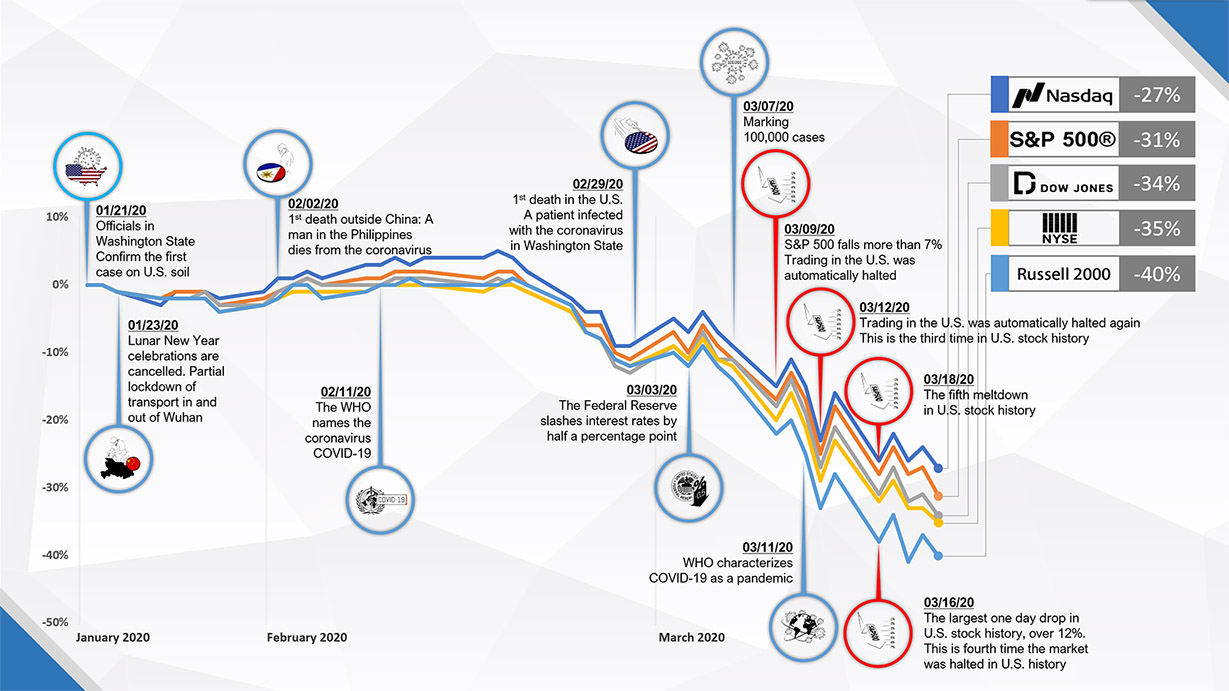 100,000
03/07/20
Marking
100,000 cases
Nasdaq
-27%
S&P 500®
-31%
DOW JONES
-34%
NYSE
-35%
Russell 2000
-40%
01/21/20
Officials in
Washington State
Confirm the first
case on U.S. soil
02/02/20
1st death outside China: A
man in the Philippines
dies from the coronavirus
02/29/20
1st death in the U.S.
A patient infected
with the coronavirus
in Washington State
03/09/20
S&P 500 falls more than 7%
Trading in the U.S. was
automatically halted
03/12/20
Trading in the U.S. was automatically halted again
This is the third time in U.S. stock history
03/18/20
The fifth meltdown
in U.S. stock history
01/23/20
Lunar New Year
celebrations are
cancelled. Partial
lockdown of
transport in and
out of Wuhan
02/11/20
The WHO
names the
coronavirus
COVID-19
COVID-19
03/03/20
The Federal Reserve
slashes interest rates by
half a percentage point
03/11/20
WHO characterizes
COVID-19 as a pandemic
03/16/20
The largest one day drop in
U.S. stock history, over 12%.
This is fourth time the market
was halted in U.S. history
10%
0%
-10%
-20%
-30%
-40%
-50%
January 2020
February 2020
March 2020